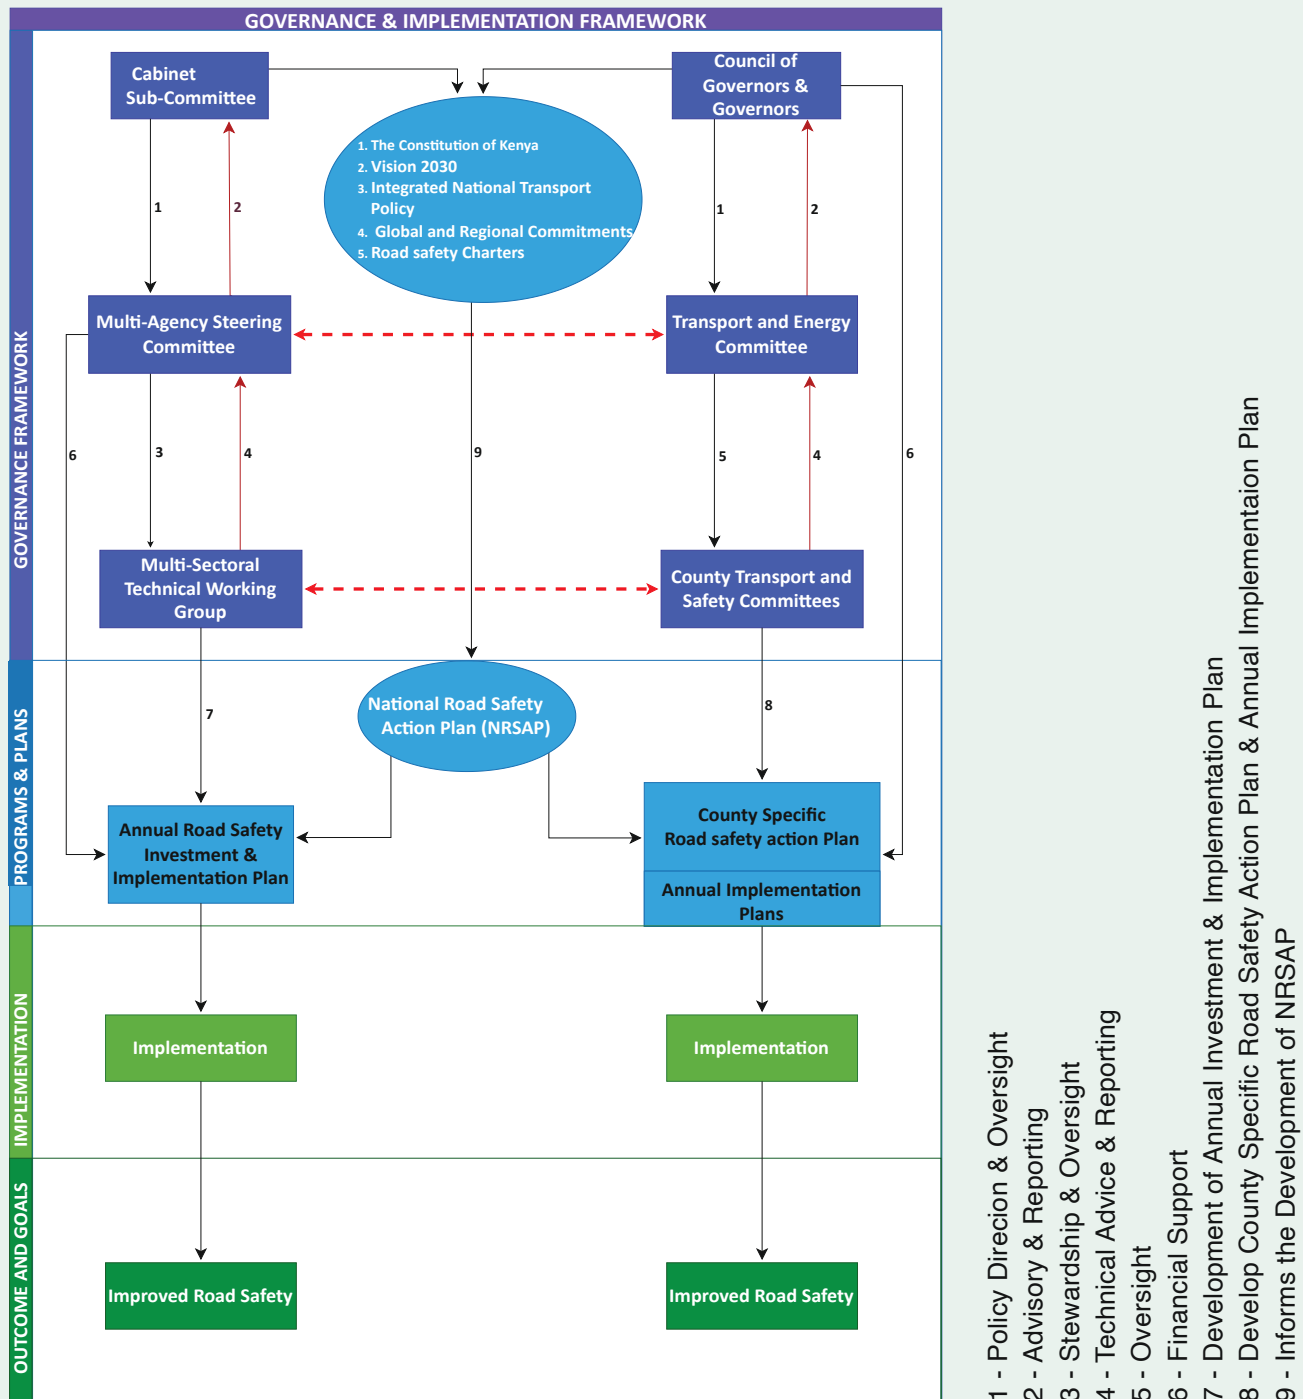 GOVERNANCE & IMPLEMENTATION FRAMEWORK
GOVERNANCE FRAMEWORK
Cabinet
Sub-Committee
Council of
Governors &
Governors
1. The Constitution of Kenya
2. Vision 2030
3. Integrated National Transport
Policy
4. Global and Regional Commitments
5. Road safety Charters
1
2
1
2
Multi-Agency Steering
Committee
Transport and Energy
Committee
6
3
4
9
5
4
6
Multi-Sectoral
Technical Working
Group
County Transport and
Safety Committees
PROGRAMS & PLANS
National Road Safety
Action Plan (NRSAP)
7
8
Annual Road Safety
Investment &
Implementation Plan
County Specific
Road safety action Plan
Annual Implementation
Plans
IMPLEMENTATION
Implementation
Implementation
OUTCOME AND GOALS
Improved Road Safety
Improved Road Safety
1 - Policy Direcion & Oversight
2 - Advisory & Reporting
3 - Stewardship & Oversight
4 - Technical Advice & Reporting
5 - Oversight
6 - Financial Support
7 - Development of Annual Investment & Implementation Plan
8 - Develop County Specific Road Safety Action Plan & Annual Implementaion Plan
9 - Informs the Development of NRSAP